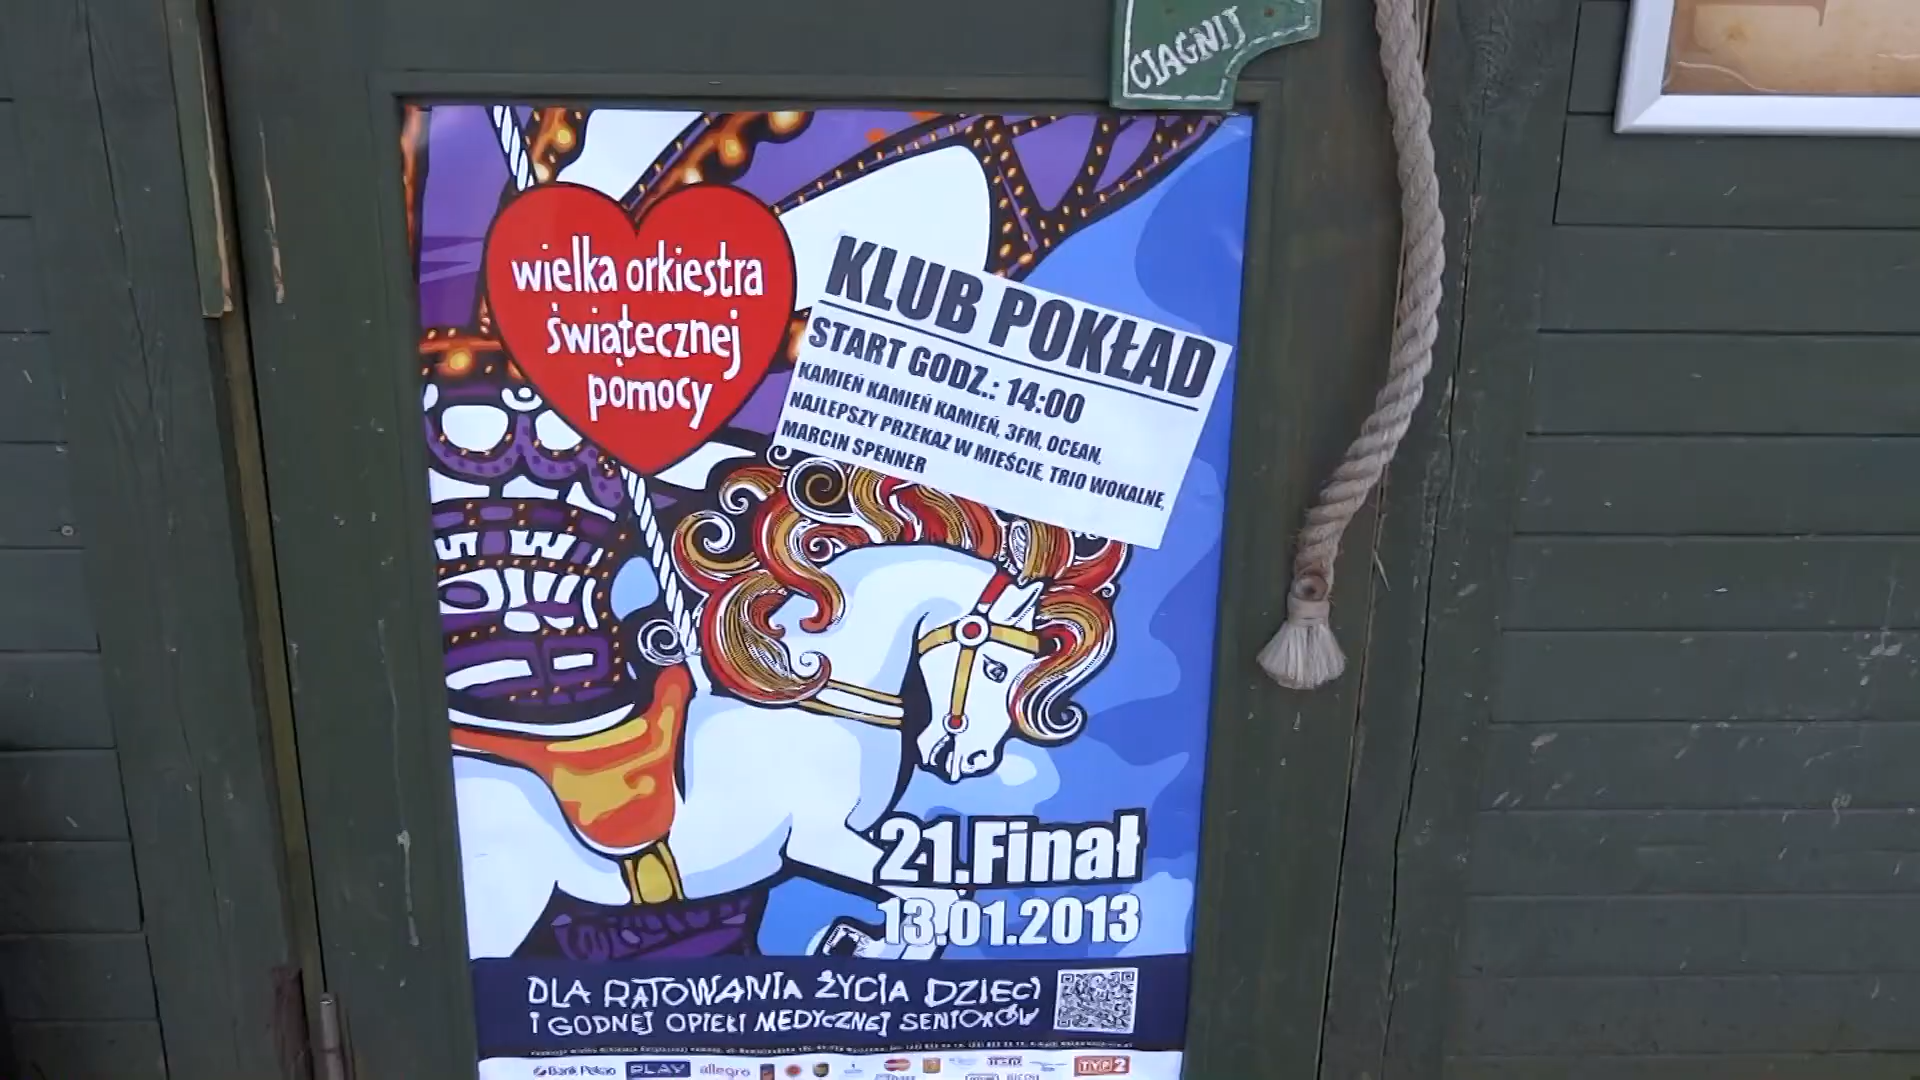 CIĄGNIJ
wielka orkiestra
świątecznej
pomocy
KLUB POKŁAD
START GODZ.: 14:00
KAMIEŃ KAMIEŃ KAMIEŃ, 3FM, OCEAN,
NAJLEPSZY PRZEKAZ W MIEŚCIE, TRIO WOKALNE,
MARCIN SPENNER
21.Finał
13.01.2013
DLA RATOWANIA ŻYCIA DZIECI
I GODNEJ OPIEKI MEDYCZNEJ SENIORÓW
Bank Pekao PLAY allegro TVP2